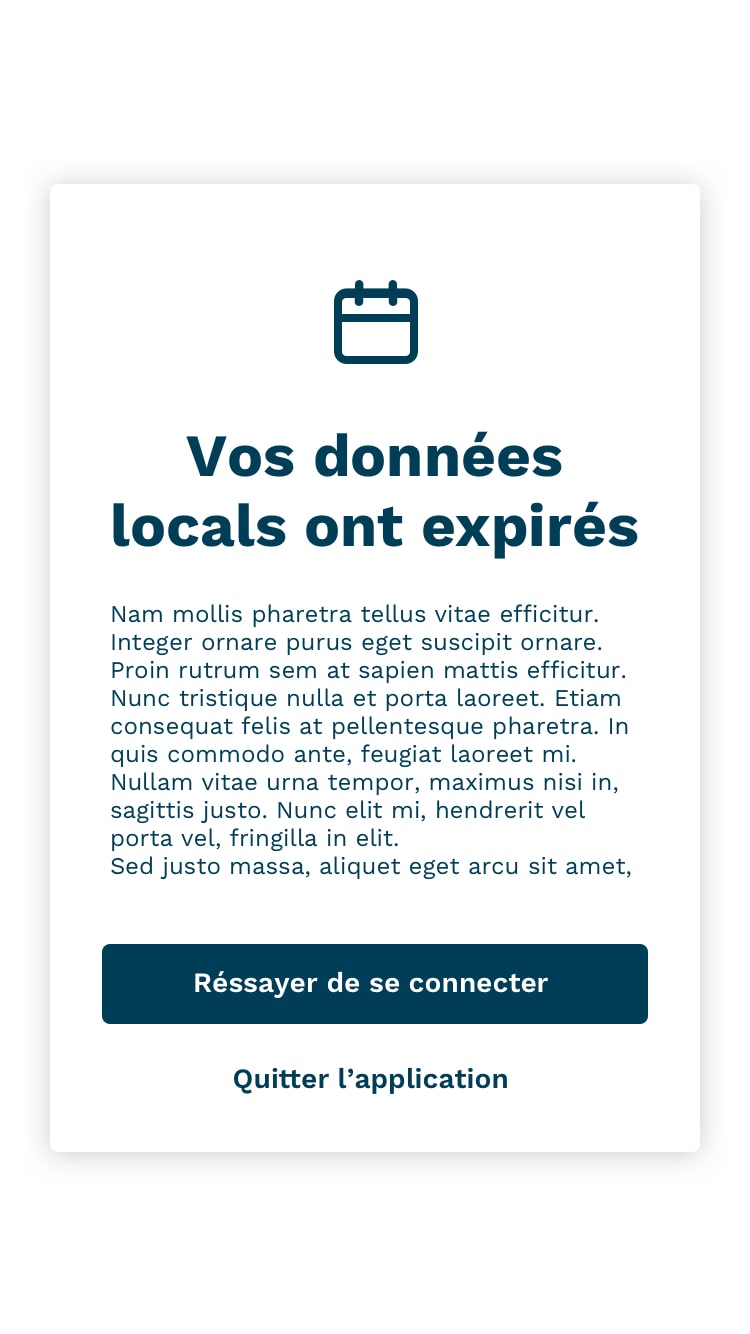 Vos données
locals ont expirés
Nam mollis pharetra tellus vitae efficitur.
Integer ornare purus eget suscipit ornare.
Proin rutrum sem at sapien mattis efficitur.
Nunc tristique nulla et porta laoreet. Etiam
consequat felis at pellentesque pharetra. In
quis commodo ante, feugiat laoreet mi.
Nullam vitae urna tempor, maximus nisi in,
sagittis justo. Nunc elit mi, hendrerit vel
porta vel, fringilla in elit.
Sed justo massa, aliquet eget arcu sit amet,
Réssayer de se connecter
Quitter l’application